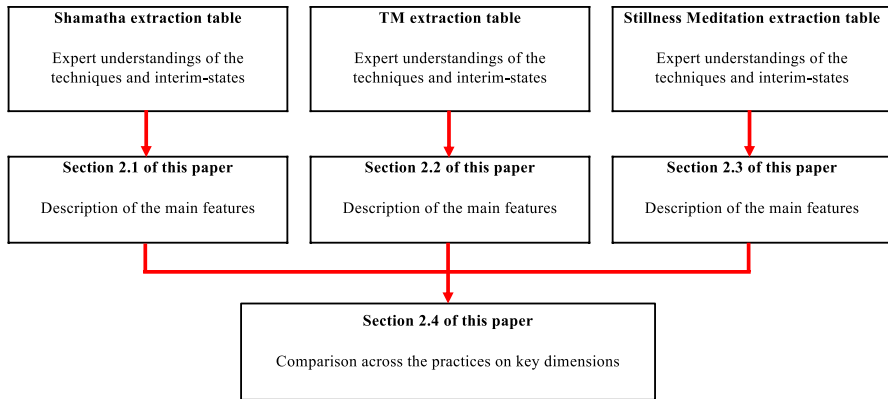 Shamatha extraction table
Expert understandings of the
techniques and interim-states
TM extraction table
Expert understandings of the
techniques and interim-states
Stillness Meditation extraction table
Expert understandings of the
techniques and interim-states
Section 2.1 of this paper
Description of the main features
Section 2.2 of this paper
Description of the main features
Section 2.3 of this paper
Description of the main features
Section 2.4 of this paper
Comparison across the practices on key dimensions